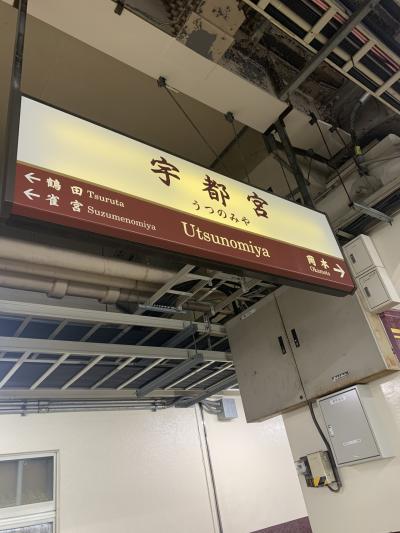 宇都宮
うつのみや
Utsunomiya
← 鶴田 Tsuruta
← 雀宮 Suzumenomiya
岡本 →
Okamoto